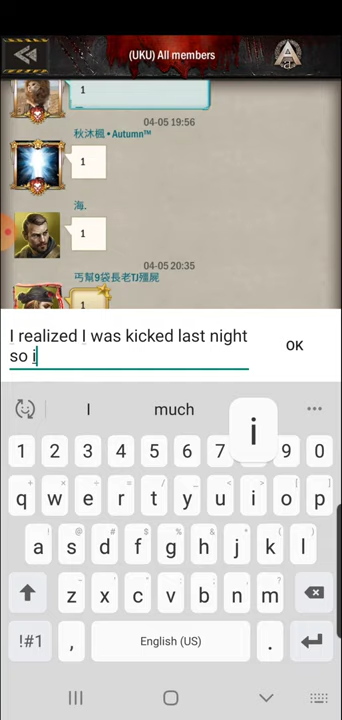 (UKU) All members
1
04-05 19:56
秋沐楓•Autumn™
1
海.
1
04-05 20:35
丐幫9袋長老TJ殭屍
1
I realized I was kicked last night
so i
OK
I
much
i
...
1 2 3 4 5 6 7 9 0
q w e r t y u i o p
a s d f g h j k l
z x c v b n m
!#1 , English (US) .